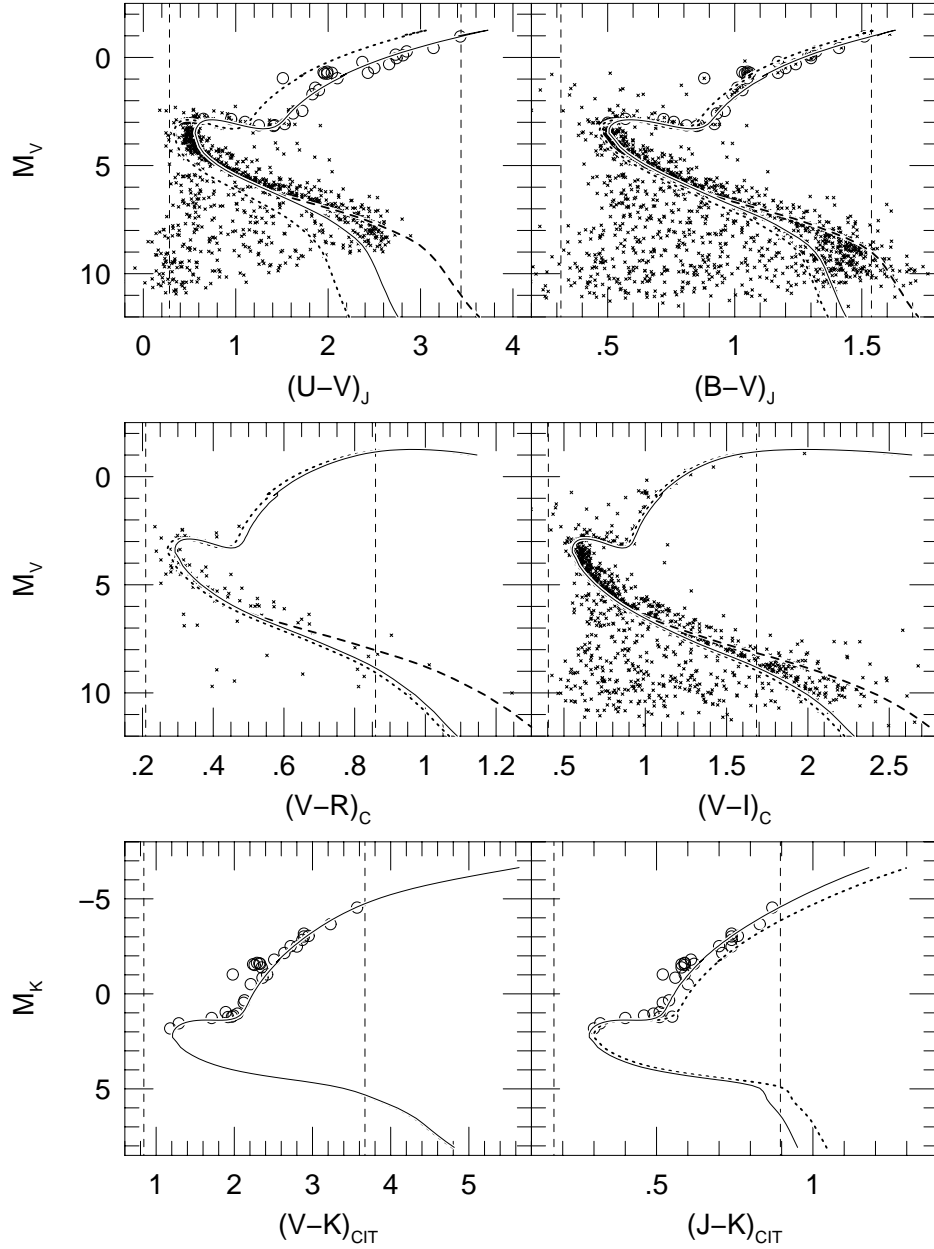 0
5
10
M_V
0 1 2 3 4
(U−V)_J
.5 1 1.5
(B−V)_J
0
5
10
M_V
.2 .4 .6 .8 1 1.2
(V−R)_C
.5 1 1.5 2 2.5
(V−I)_C
−5
0
5
M_K
1 2 3 4 5
(V−K)_CIT
.5 1
(J−K)_CIT